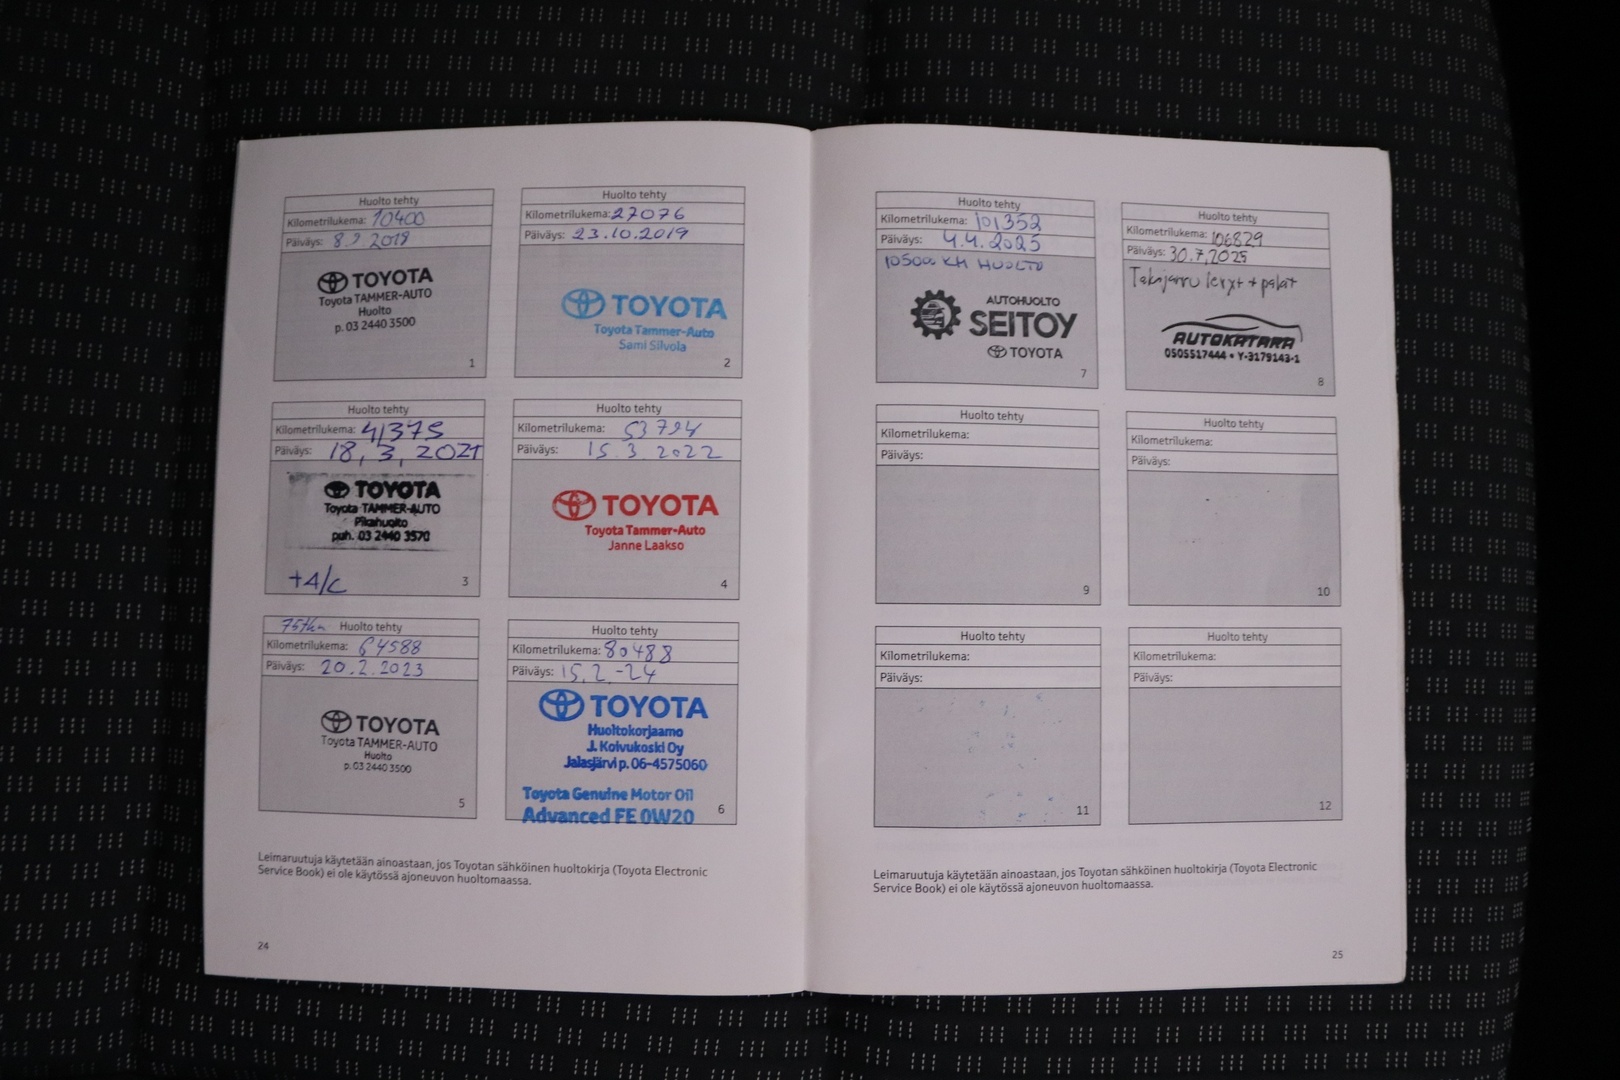 Huolto tehty
Kilometrilukema: 10400
Päiväys:
TOYOTA
Toyota TAMMER-AUTO
Huolto
p. 03 2440 3500
1
Huolto tehty
Kilometrilukema: 27076
Päiväys: 23.10.2019
TOYOTA
Toyota Tammer-Auto
Sami Silvola
2
Huolto tehty
Kilometrilukema: 41375
Päiväys: 18,3,2021
TOYOTA
Toyota TAMMER-AUTO
Pikahuolto
puh. 03 2440 3570
+A/C
3
Huolto tehty
Kilometrilukema: 53794
Päiväys: 15.3.2022
TOYOTA
Toyota Tammer-Auto
Janne Laakso
4
75tkm Huolto tehty
Kilometrilukema: 64588
Päiväys: 20.2.2023
TOYOTA
Toyota TAMMER-AUTO
Huolto
p. 03 2440 3500
5
Huolto tehty
Kilometrilukema: 80488
Päiväys: 15.2.-24
TOYOTA
Huoltokorjaamo
J. Koivukoski Oy
Jalasjärvi p. 06-4575060
Toyota Genuine Motor Oil
Advanced FE 0W20
6
Leimaruutuja käytetään ainoastaan, jos Toyotan sähköinen huoltokirja (Toyota Electronic
Service Book) ei ole käytössä ajoneuvon huoltomaassa.
24
Huolto tehty
Kilometrilukema: 101352
Päiväys: 4.4.2025
105000 KM HUOLTO
AUTOHUOLTO
SEITOY
TOYOTA
7
Huolto tehty
Kilometrilukema: 106829
Päiväys: 30.7.2025
Takajarru levyt + palat
AUTOKATARA
0505517444 • Y-3179143-1
8
Huolto tehty
Kilometrilukema:
Päiväys:
9
Huolto tehty
Kilometrilukema:
Päiväys:
10
Huolto tehty
Kilometrilukema:
Päiväys:
11
Huolto tehty
Kilometrilukema:
Päiväys:
12
Leimaruutuja käytetään ainoastaan, jos Toyotan sähköinen huoltokirja (Toyota Electronic
Service Book) ei ole käytössä ajoneuvon huoltomaassa.
25